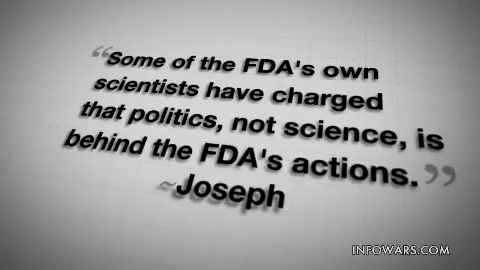 “Some of the FDA's own
scientists have charged
that politics, not science, is
behind the FDA's actions.”
~Joseph
INFOWARS.COM